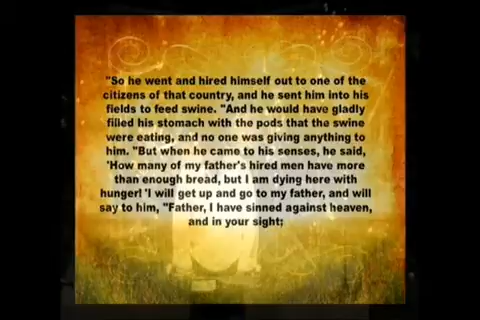 "So he went and hired himself out to one of the
citizens of that country, and he sent him into his
fields to feed swine. "And he would have gladly
filled his stomach with the pods that the swine
were eating, and no one was giving anything to
him. "But when he came to his senses, he said,
'How many of my father's hired men have more
than enough bread, but I am dying here with
hunger! 'I will get up and go to my father, and will
say to him, "Father, I have sinned against heaven,
and in your sight;